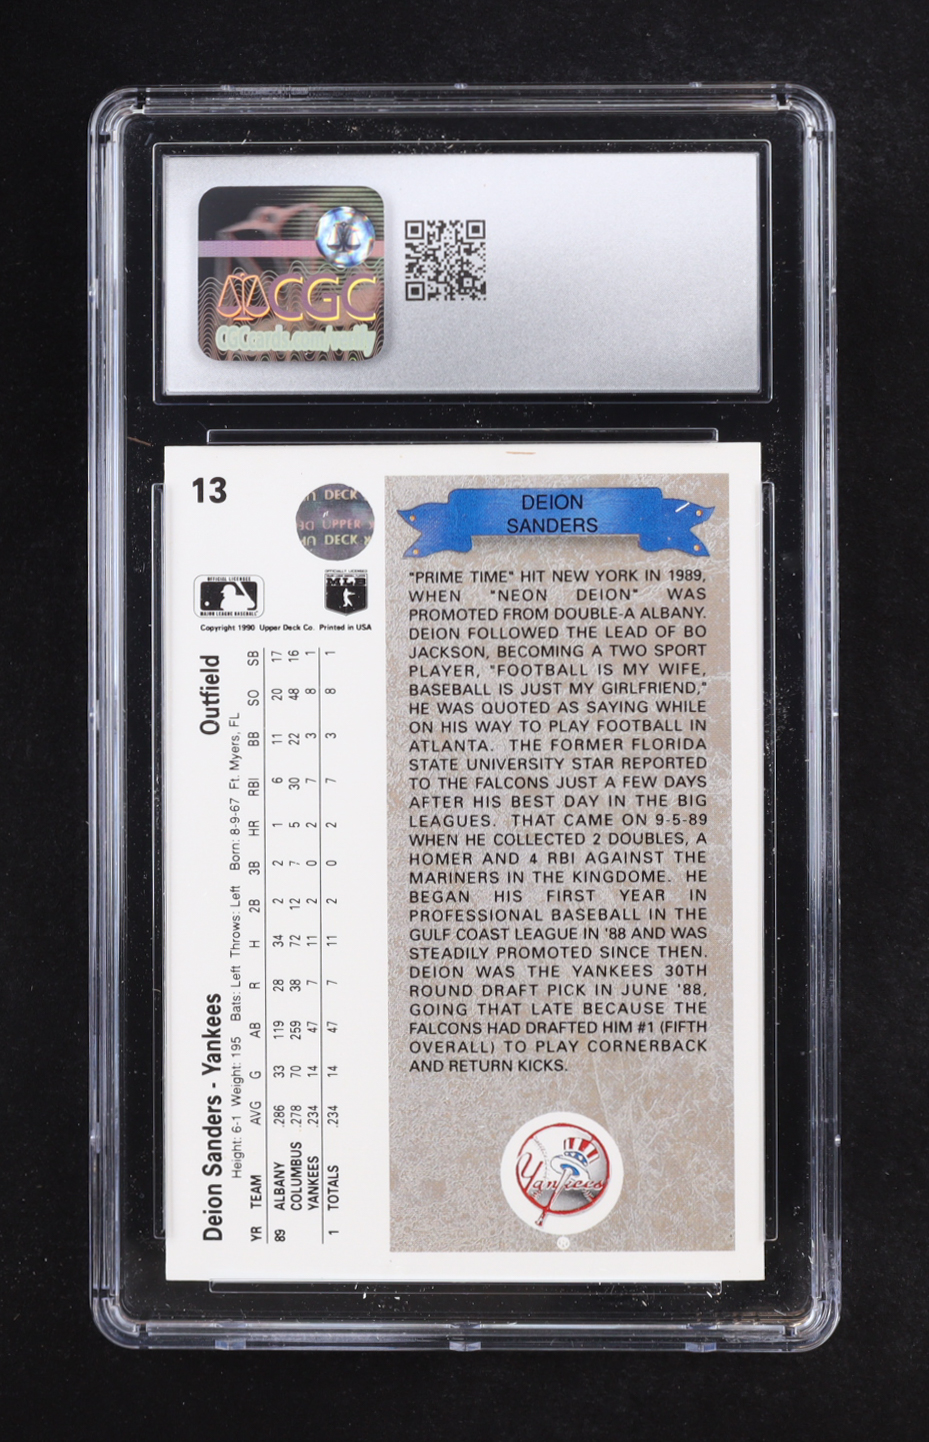 CGC
CGCcards.com/verify
13
DECK
UPPER
DECK
OFFICIAL LICENSEE
MAJOR LEAGUE BASEBALL
OFFICIALLY LICENSED
MLB
Copyright 1990 Upper Deck Co. Printed in USA
Deion Sanders - Yankees Outfield
Height: 6-1 Weight: 195 Bats: Left Throws: Left Born: 8-9-67 Ft. Myers, FL
YR TEAM AVG G AB R H 2B 3B HR RBI BB SO SB
89 ALBANY .286 33 119 28 34 2 2 1 6 11 20 17
COLUMBUS .278 70 259 38 72 12 7 5 30 22 48 16
YANKEES .234 14 47 7 11 2 0 2 7 3 8 1
1 TOTALS .234 14 47 7 11 2 0 2 7 3 8 1
DEION
SANDERS
"PRIME TIME" HIT NEW YORK IN 1989,
WHEN "NEON DEION" WAS
PROMOTED FROM DOUBLE-A ALBANY.
DEION FOLLOWED THE LEAD OF BO
JACKSON, BECOMING A TWO SPORT
PLAYER, "FOOTBALL IS MY WIFE,
BASEBALL IS JUST MY GIRLFRIEND,"
HE WAS QUOTED AS SAYING WHILE
ON HIS WAY TO PLAY FOOTBALL IN
ATLANTA. THE FORMER FLORIDA
STATE UNIVERSITY STAR REPORTED
TO THE FALCONS JUST A FEW DAYS
AFTER HIS BEST DAY IN THE BIG
LEAGUES. THAT CAME ON 9-5-89
WHEN HE COLLECTED 2 DOUBLES, A
HOMER AND 4 RBI AGAINST THE
MARINERS IN THE KINGDOME. HE
BEGAN HIS FIRST YEAR IN
PROFESSIONAL BASEBALL IN THE
GULF COAST LEAGUE IN '88 AND WAS
STEADILY PROMOTED SINCE THEN.
DEION WAS THE YANKEES 30TH
ROUND DRAFT PICK IN JUNE '88,
GOING THAT LATE BECAUSE THE
FALCONS HAD DRAFTED HIM #1 (FIFTH
OVERALL) TO PLAY CORNERBACK
AND RETURN KICKS.
Yankees
®